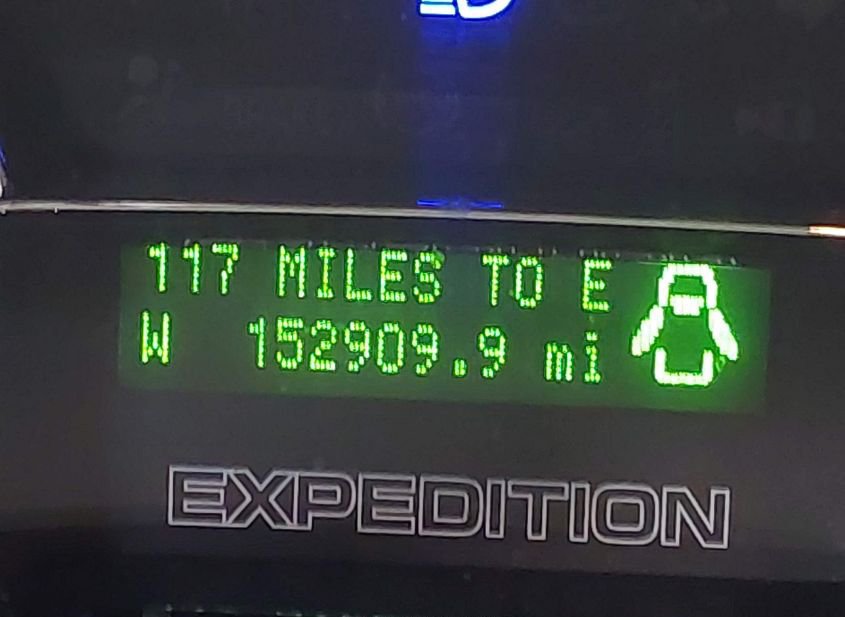 117 MILES TO E
W 152909.9 mi
EXPEDITION